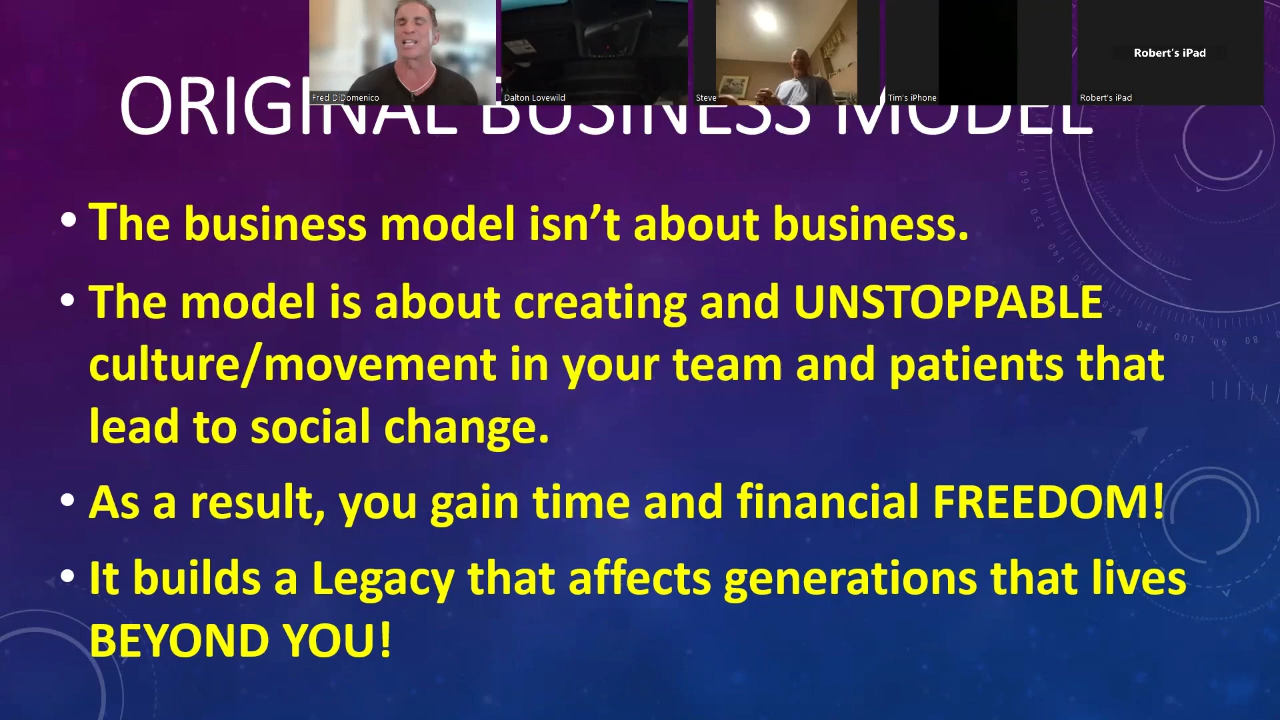 Robert's iPad
Fred DiDomenico
Dalton Lovewild
Steve
Tim's iPhone
Robert's iPad
ORIGINAL BUSINESS MODEL
• The business model isn’t about business.
• The model is about creating and UNSTOPPABLE
culture/movement in your team and patients that
lead to social change.
• As a result, you gain time and financial FREEDOM!
• It builds a Legacy that affects generations that lives
BEYOND YOU!